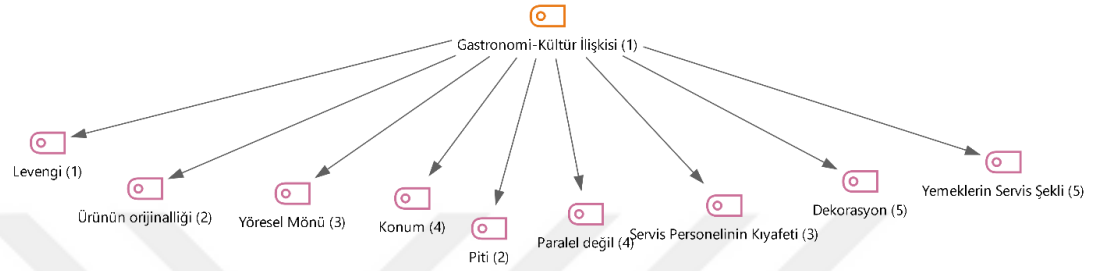 Gastronomi-Kültür İlişkisi (1)
Levengi (1)
Ürünün orijinalliği (2)
Yöresel Mönü (3)
Konum (4)
Piti (2)
Paralel değil (4)
Servis Personelinin Kıyafeti (3)
Dekorasyon (5)
Yemeklerin Servis Şekli (5)